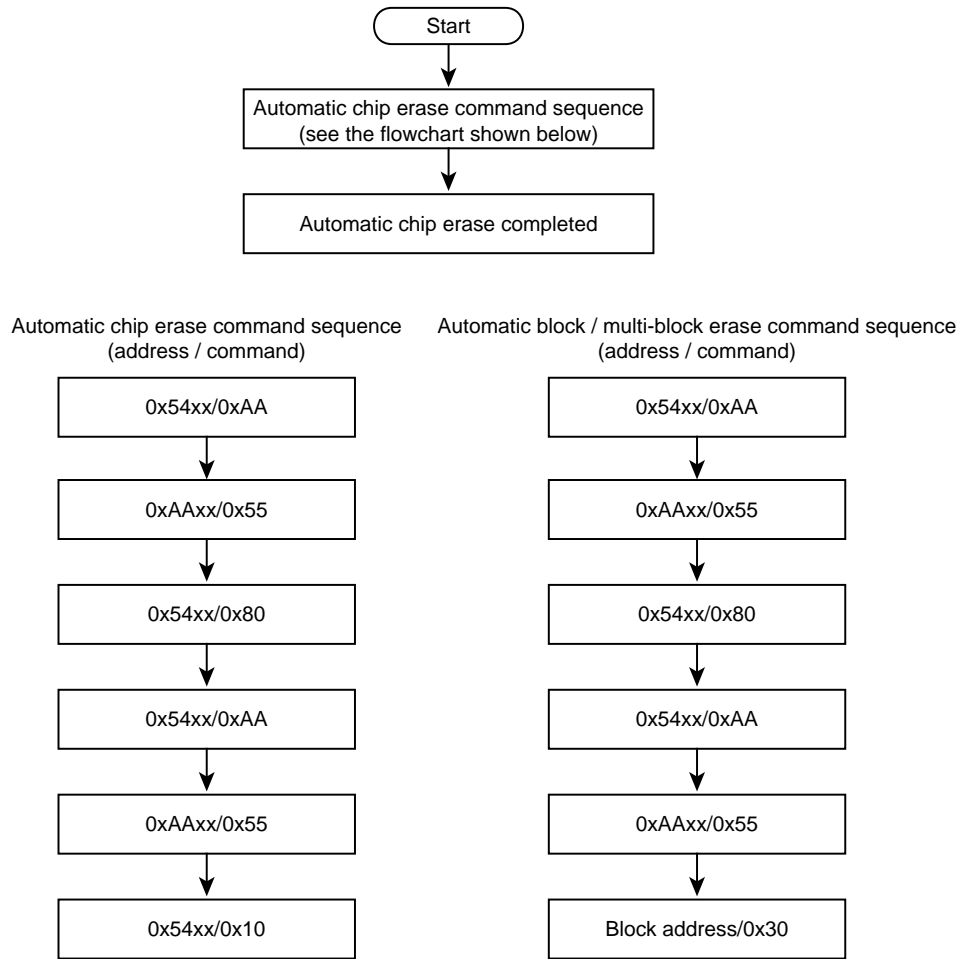 Start
Automatic chip erase command sequence
(see the flowchart shown below)
Automatic chip erase completed
Automatic chip erase command sequence
(address / command)
0x54xx/0xAA
0xAAxx/0x55
0x54xx/0x80
0x54xx/0xAA
0xAAxx/0x55
0x54xx/0x10
Automatic block / multi-block erase command sequence
(address / command)
0x54xx/0xAA
0xAAxx/0x55
0x54xx/0x80
0x54xx/0xAA
0xAAxx/0x55
Block address/0x30